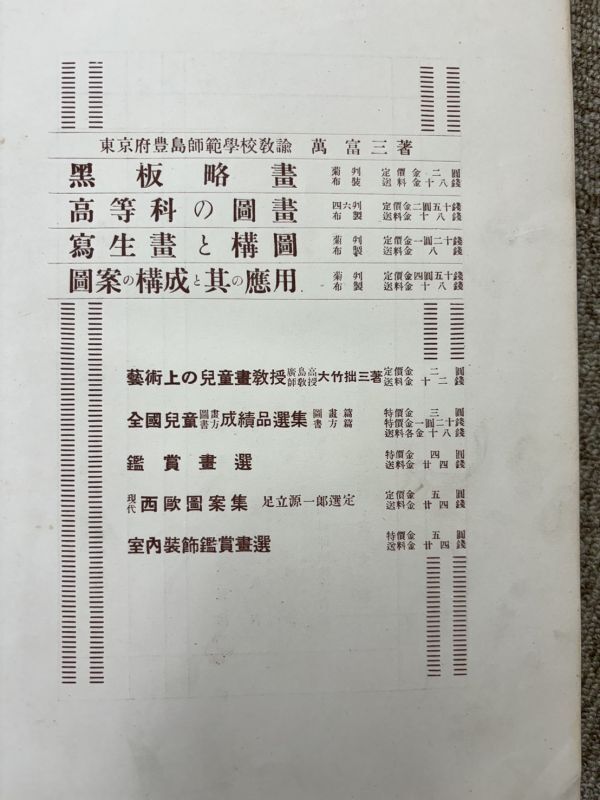 東京府豊島師範學校敎諭 萬富三著
黑板略畫 菊判布裝 定價金二圓 送料金十八錢
高等科の圖畫 四六判布製 定價金二圓五十錢 送料金十八錢
寫生畫と構圖 菊判布製 定價金一圓二十錢 送料金八錢
圖案の構成と其の應用 菊判布製 定價金四圓五十錢 送料金十八錢
藝術上の兒童畫敎授 廣島高師敎授 大竹拙三著 定價金二圓 送料金十二錢
全國兒童圖畫書方成績品選集 圖畫篇書方篇 特價金三圓 特價金一圓二十錢 送料各金十八錢
鑑賞畫選 特價金四圓 送料金廿四錢
現代西歐圖案集 足立源一郞選定 定價金五圓 送料金廿四錢
室內裝飾鑑賞畫選 特價金五圓 送料金廿四錢